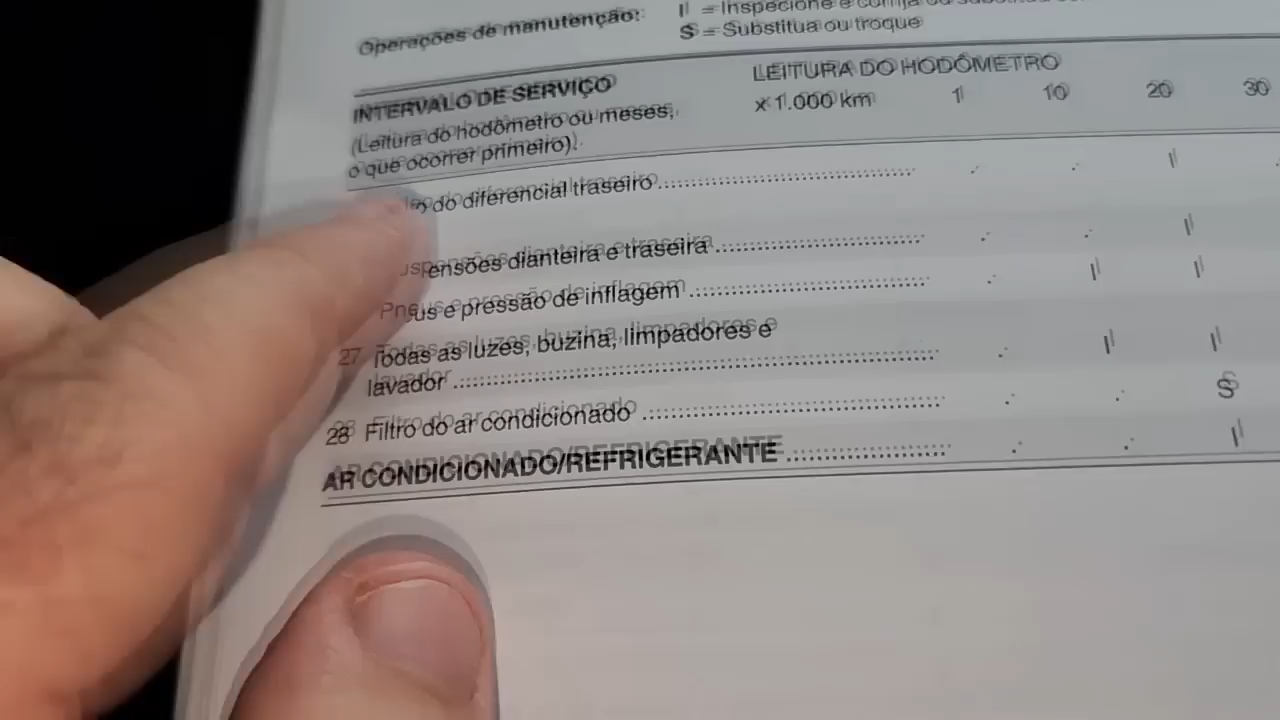 Operações de manutenção: I = Inspecione e corrija ou substitua
S = Substitua ou troque
INTERVALO DE SERVIÇO LEITURA DO HODÔMETRO
(Leitura do hodômetro ou meses, x 1.000 km 1 10 20 30
o que ocorrer primeiro).
do diferencial traseiro I
Suspensões dianteira e traseira I
Pneus e pressão de inflagem I I
27 Todas as luzes, buzina, limpadores e
lavador I I
28 Filtro do ar condicionado S
AR CONDICIONADO/REFRIGERANTE I